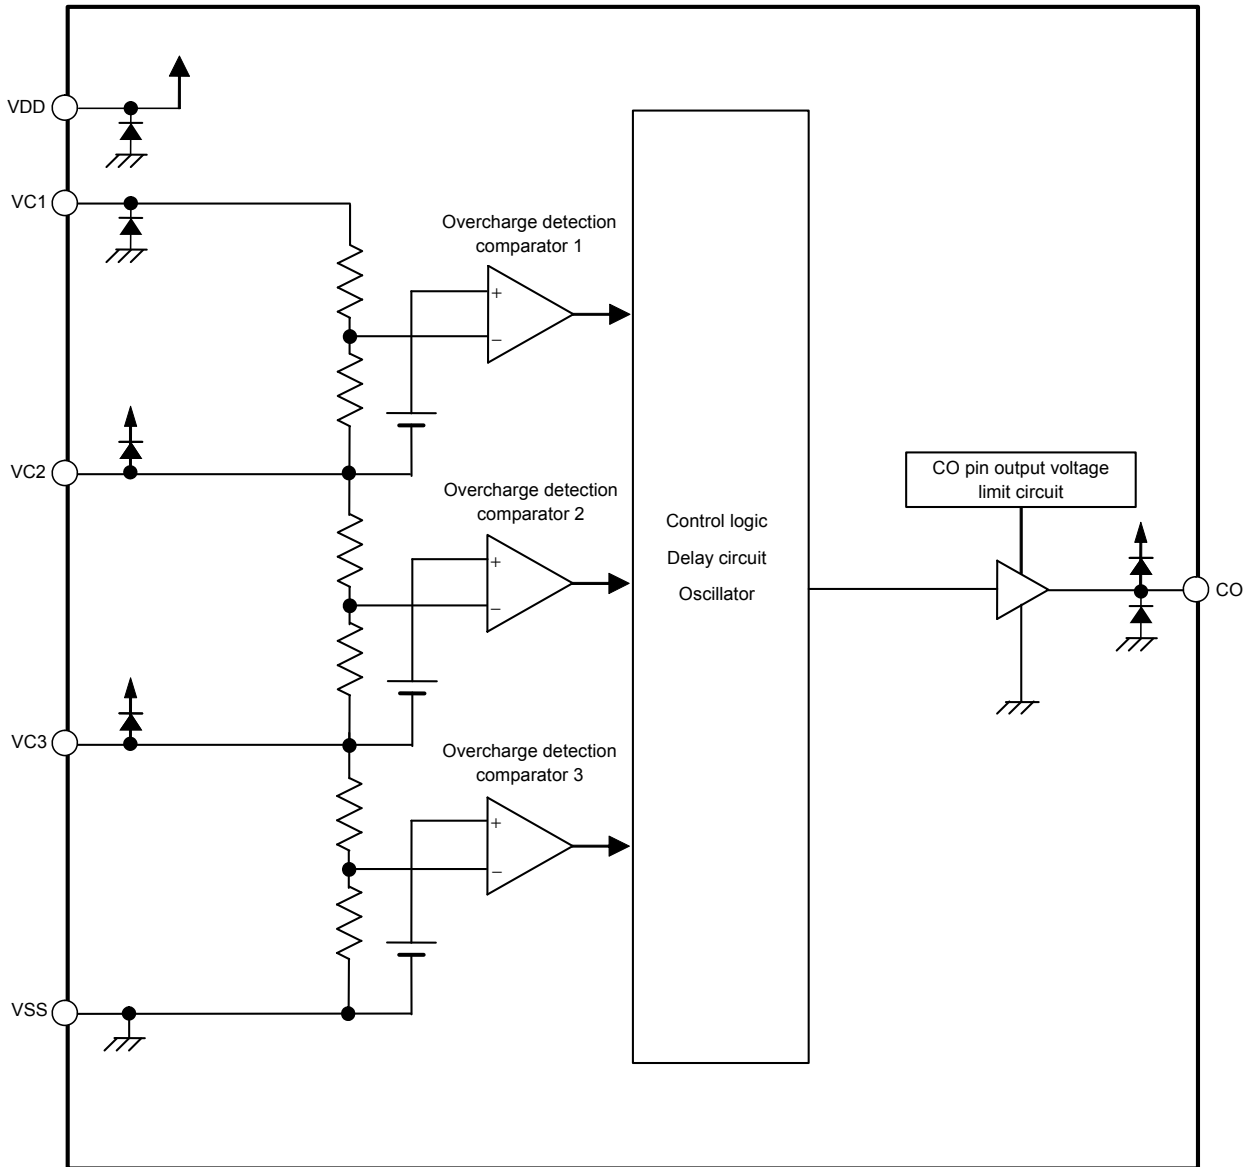 VDD
VC1
Overcharge detection
comparator 1
+
−
VC2
Overcharge detection
comparator 2
+
−
CO pin output voltage
limit circuit
Control logic
Delay circuit
Oscillator
CO
VC3
Overcharge detection
comparator 3
+
−
VSS